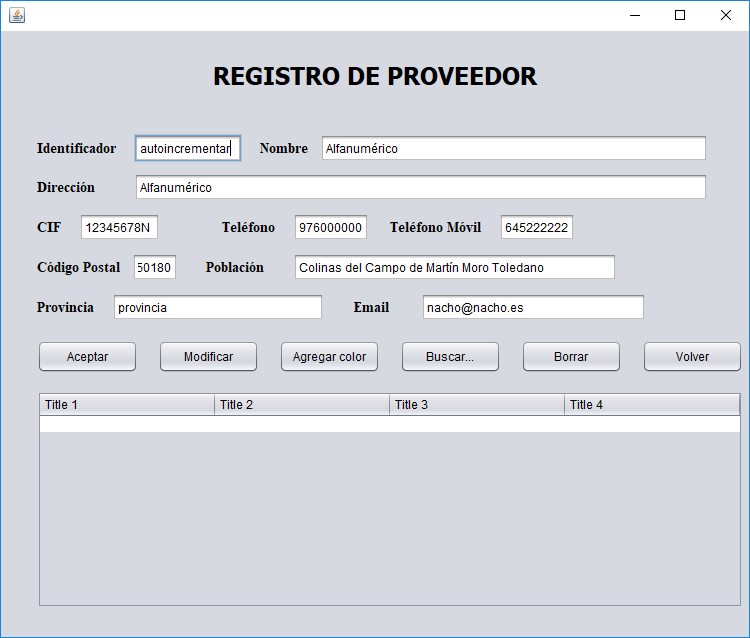 REGISTRO DE PROVEEDOR
Identificador autoincrementar Nombre Alfanumérico
Dirección Alfanumérico
CIF 12345678N Teléfono 976000000 Teléfono Móvil 645222222
Código Postal 50180 Población Colinas del Campo de Martín Moro Toledano
Provincia provincia Email nacho@nacho.es
Aceptar Modificar Agregar color Buscar... Borrar Volver
Title 1 Title 2 Title 3 Title 4